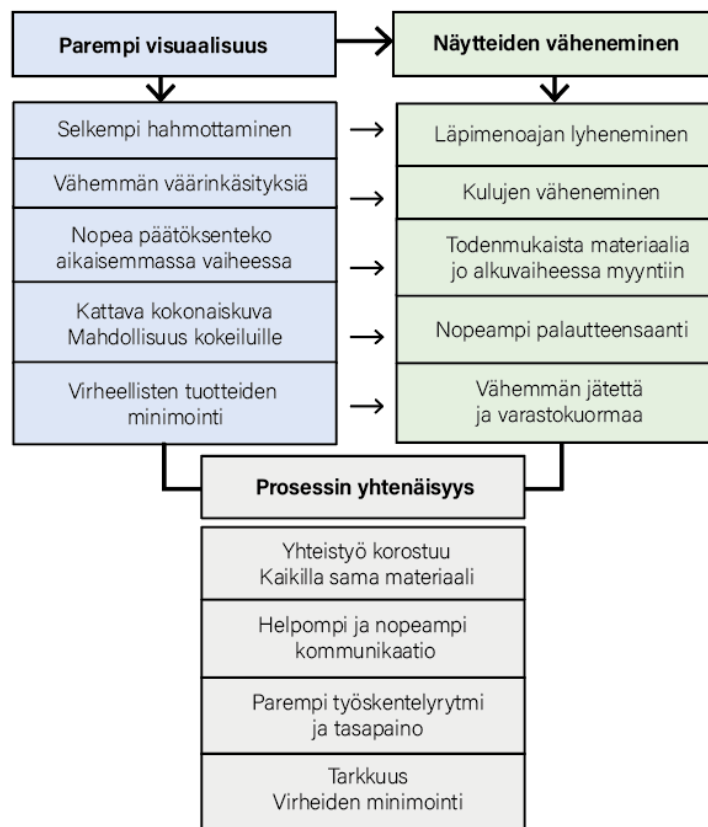 Parempi visuaalisuus
Näytteiden väheneminen
Selkempi hahmottaminen
Läpimenoajan lyheneminen
Vähemmän väärinkäsityksiä
Kulujen väheneminen
Nopea päätöksenteko
aikaisemmassa vaiheessa
Todenmukaista materiaalia
jo alkuvaiheessa myyntiin
Kattava kokonaiskuva
Mahdollisuus kokeiluille
Nopeampi palautteensaanti
Virheellisten tuotteiden
minimointi
Vähemmän jätettä
ja varastokuormaa
Prosessin yhtenäisyys
Yhteistyö korostuu
Kaikilla sama materiaali
Helpompi ja nopeampi
kommunikaatio
Parempi työskentelyrytmi
ja tasapaino
Tarkkuus
Virheiden minimointi